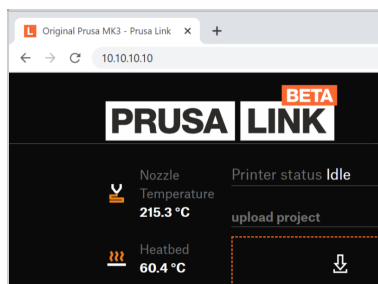 Original Prusa MK3 - Prusa Link
10.10.10.10
BETA
PRUSA LINK
Nozzle
Temperature
215.3 °C
Printer status Idle
upload project
Heatbed
60.4 °C